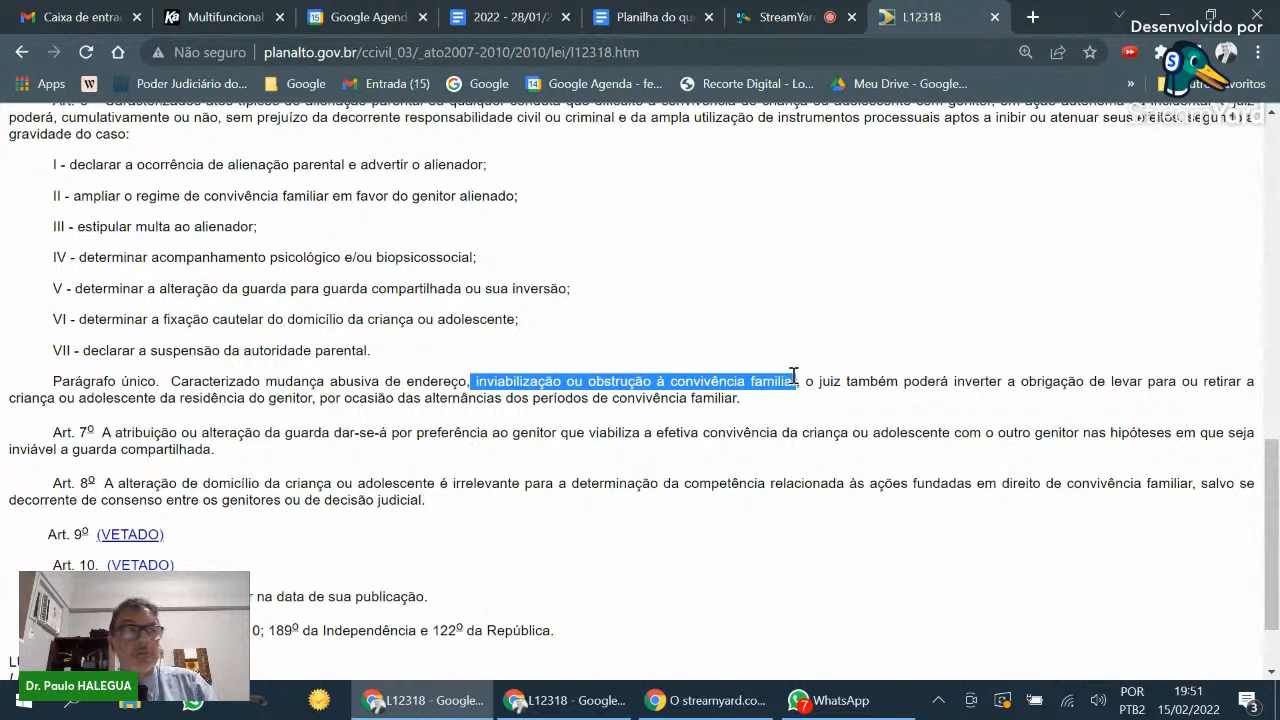 Caixa de entra
Multifuncional
Google Agend
2022 - 28/01/2
Planilha do qu
StreamYard
L12318
Desenvolvido por
StreamYard
Não seguro
planalto.gov.br/ccivil_03/_ato2007-2010/2010/lei/l12318.htm
Apps
Poder Judiciário do...
Google
Entrada (15)
Google
Google Agenda - fe...
Recorte Digital - Lo...
Meu Drive - Google...
»
Outros favoritos
poderá, cumulativamente ou não, sem prejuízo da decorrente responsabilidade civil ou criminal e da ampla utilização de instrumentos processuais aptos a inibir ou atenuar seus efeitos, segundo a
gravidade do caso:
I - declarar a ocorrência de alienação parental e advertir o alienador;
II - ampliar o regime de convivência familiar em favor do genitor alienado;
III - estipular multa ao alienador;
IV - determinar acompanhamento psicológico e/ou biopsicossocial;
V - determinar a alteração da guarda para guarda compartilhada ou sua inversão;
VI - determinar a fixação cautelar do domicílio da criança ou adolescente;
VII - declarar a suspensão da autoridade parental.
Parágrafo único. Caracterizado mudança abusiva de endereço, inviabilização ou obstrução à convivência familiar, o juiz também poderá inverter a obrigação de levar para ou retirar a
criança ou adolescente da residência do genitor, por ocasião das alternâncias dos períodos de convivência familiar.
Art. 7º A atribuição ou alteração da guarda dar-se-á por preferência ao genitor que viabiliza a efetiva convivência da criança ou adolescente com o outro genitor nas hipóteses em que seja
inviável a guarda compartilhada.
Art. 8º A alteração de domicílio da criança ou adolescente é irrelevante para a determinação da competência relacionada às ações fundadas em direito de convivência familiar, salvo se
decorrente de consenso entre os genitores ou de decisão judicial.
Art. 9º (VETADO)
Art. 10. (VETADO)
na data de sua publicação.
0; 189º da Independência e 122º da República.
Dr. Paulo HALEGUA
L12318 - Google...
L12318 - Google...
O streamyard.co...
7
WhatsApp
POR
PTB2
19:51
15/02/2022
3